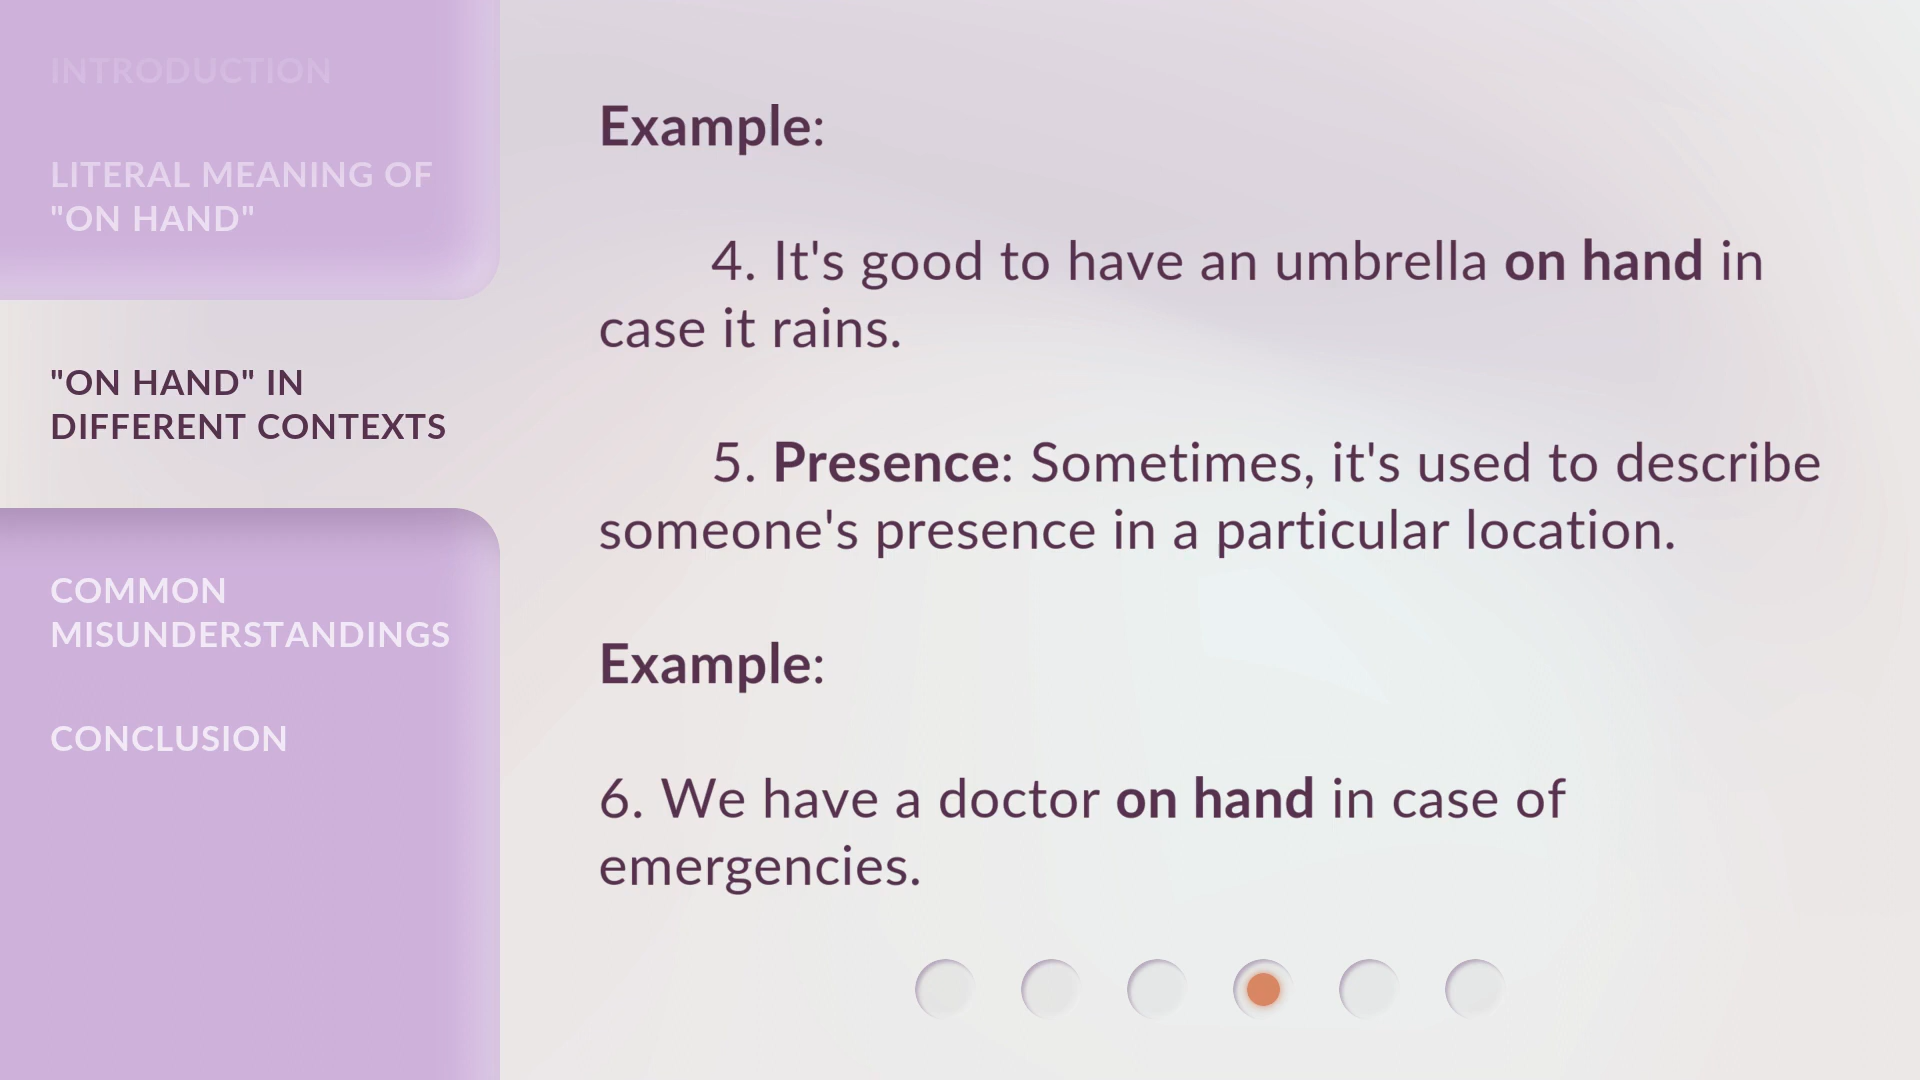 INTRODUCTION
LITERAL MEANING OF
"ON HAND"
"ON HAND" IN
DIFFERENT CONTEXTS
COMMON
MISUNDERSTANDINGS
CONCLUSION
Example:
4. It's good to have an umbrella on hand in
case it rains.
5. Presence: Sometimes, it's used to describe
someone's presence in a particular location.
Example:
6. We have a doctor on hand in case of
emergencies.